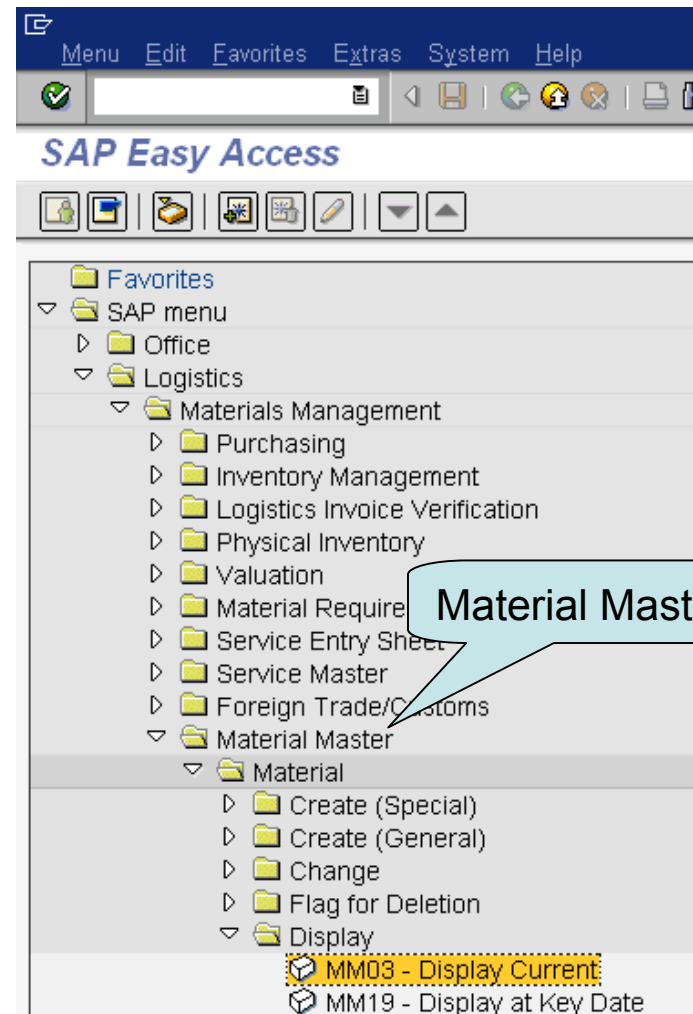 Menu Edit Favorites Extras System Help
SAP Easy Access
Favorites
SAP menu
Office
Logistics
Materials Management
Purchasing
Inventory Management
Logistics Invoice Verification
Physical Inventory
Valuation
Material Require
Material Mast
Service Entry Sheet
Service Master
Foreign Trade/Customs
Material Master
Material
Create (Special)
Create (General)
Change
Flag for Deletion
Display
MM03 - Display Current
MM19 - Display at Key Date